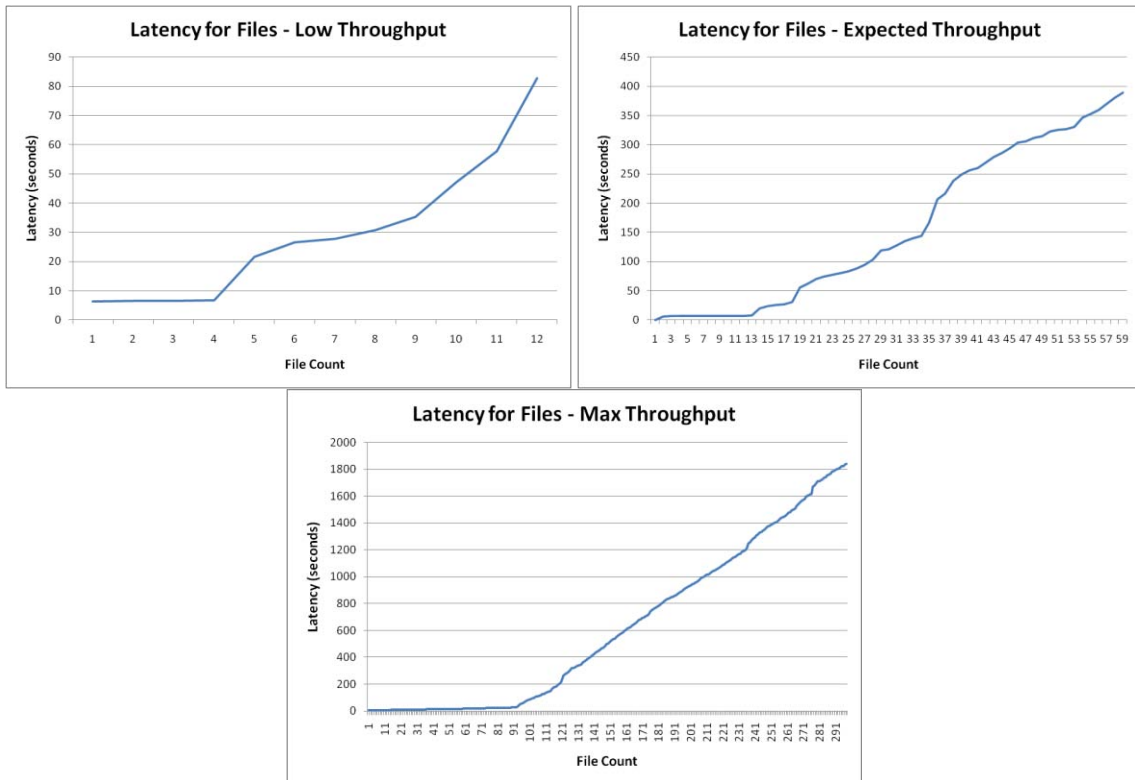 Latency for Files - Low Throughput
90
80
70
60
50
40
30
20
10
0
Latency (seconds)
1 2 3 4 5 6 7 8 9 10 11 12
File Count
Latency for Files - Expected Throughput
450
400
350
300
250
200
150
100
50
0
Latency (seconds)
1 3 5 7 9 11 13 15 17 19 21 23 25 27 29 31 33 35 37 39 41 43 45 47 49 51 53 55 57 59
File Count
Latency for Files - Max Throughput
2000
1800
1600
1400
1200
1000
800
600
400
200
0
Latency (seconds)
1 11 21 31 41 51 61 71 81 91 101 111 121 131 141 151 161 171 181 191 201 211 221 231 241 251 261 271 281 291
File Count